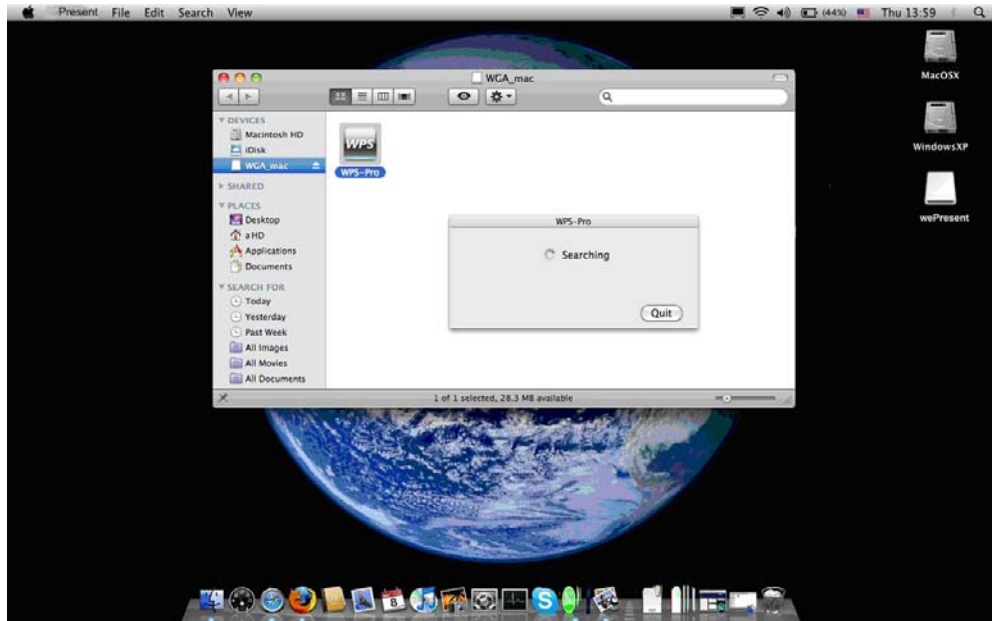 Present File Edit Search View (44%) Thu 13:59
WGA_mac
DEVICES
Macintosh HD
iDisk
WGA_mac
SHARED
PLACES
Desktop
aHD
Applications
Documents
SEARCH FOR
Today
Yesterday
Past Week
All Images
All Movies
All Documents
WPS
WPS-Pro
WPS-Pro
Searching
Quit
1 of 1 selected, 28.3 MB available
MacOSX
WindowsXP
wePresent
8